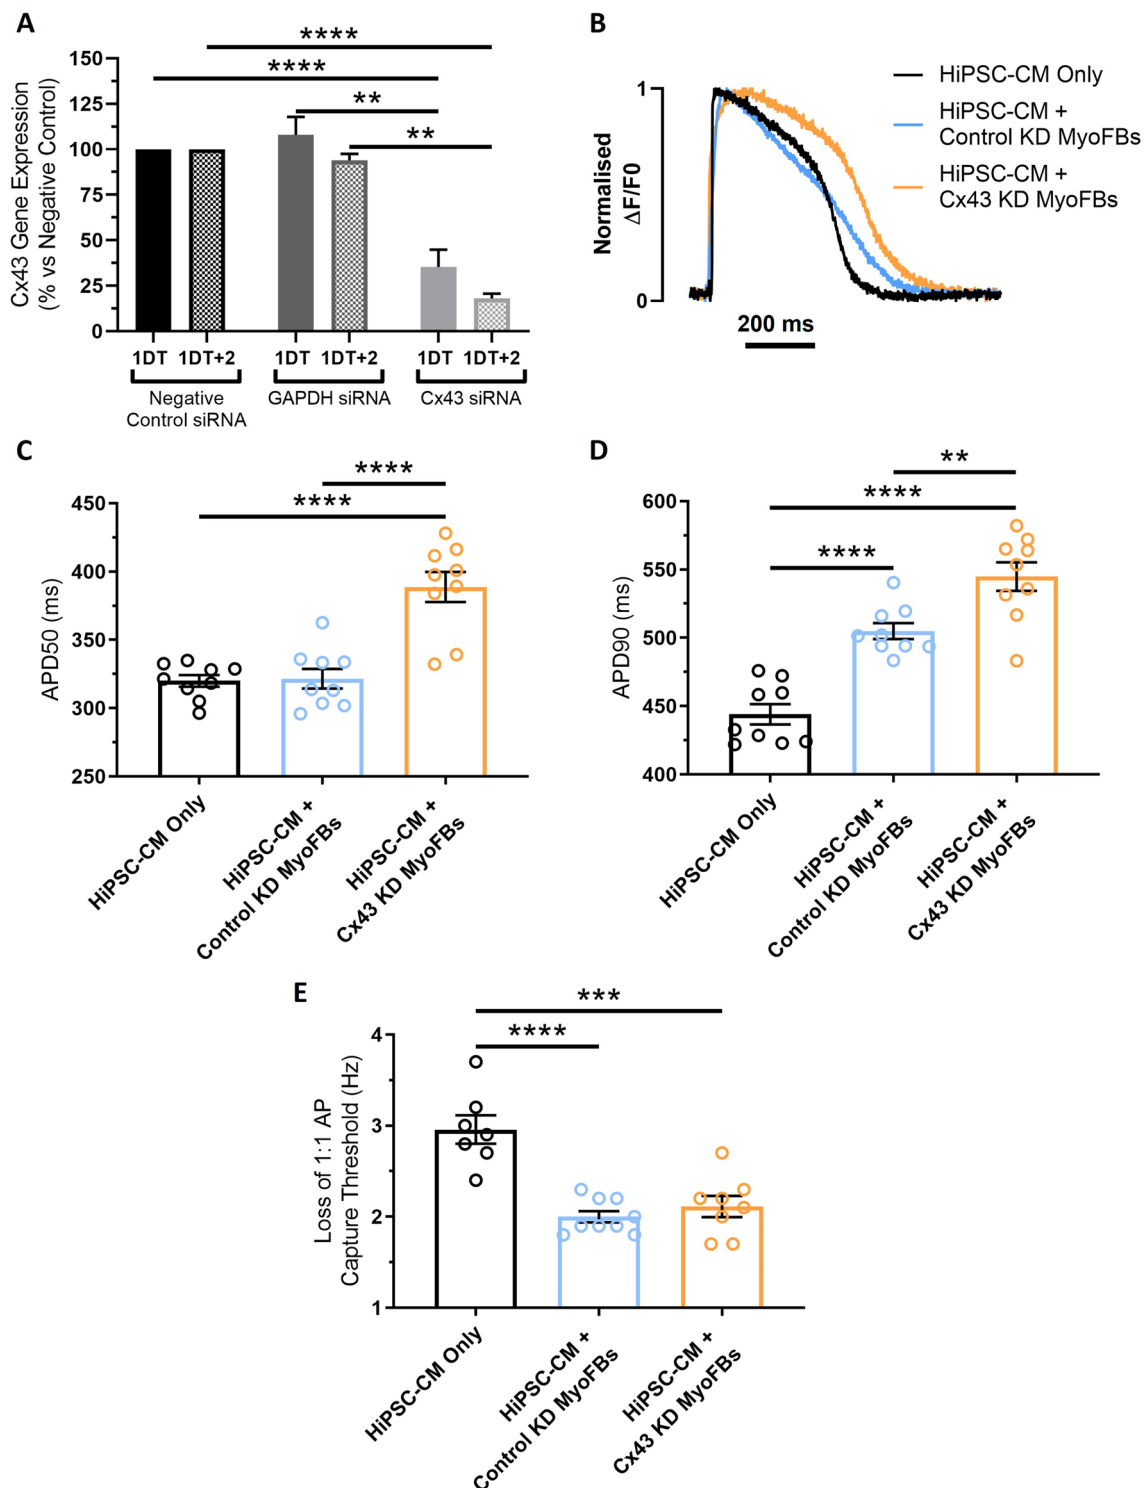 A
Cx43 Gene Expression
(% vs Negative Control)
150
125
100
75
50
25
0
****
****
**
**
1DT 1DT+2 1DT 1DT+2 1DT 1DT+2
Negative
Control siRNA
GAPDH siRNA
Cx43 siRNA
B
Normalised
ΔF/F0
1
0
200 ms
HiPSC-CM Only
HiPSC-CM +
Control KD MyoFBs
HiPSC-CM +
Cx43 KD MyoFBs
C
APD50 (ms)
450
400
350
300
250
****
****
HiPSC-CM Only
HiPSC-CM +
Control KD MyoFBs
HiPSC-CM +
Cx43 KD MyoFBs
D
APD90 (ms)
600
550
500
450
400
**
****
****
HiPSC-CM Only
HiPSC-CM +
Control KD MyoFBs
HiPSC-CM +
Cx43 KD MyoFBs
E
Loss of 1:1 AP
Capture Threshold (Hz)
4
3
2
1
***
****
HiPSC-CM Only
HiPSC-CM +
Control KD MyoFBs
HiPSC-CM +
Cx43 KD MyoFBs